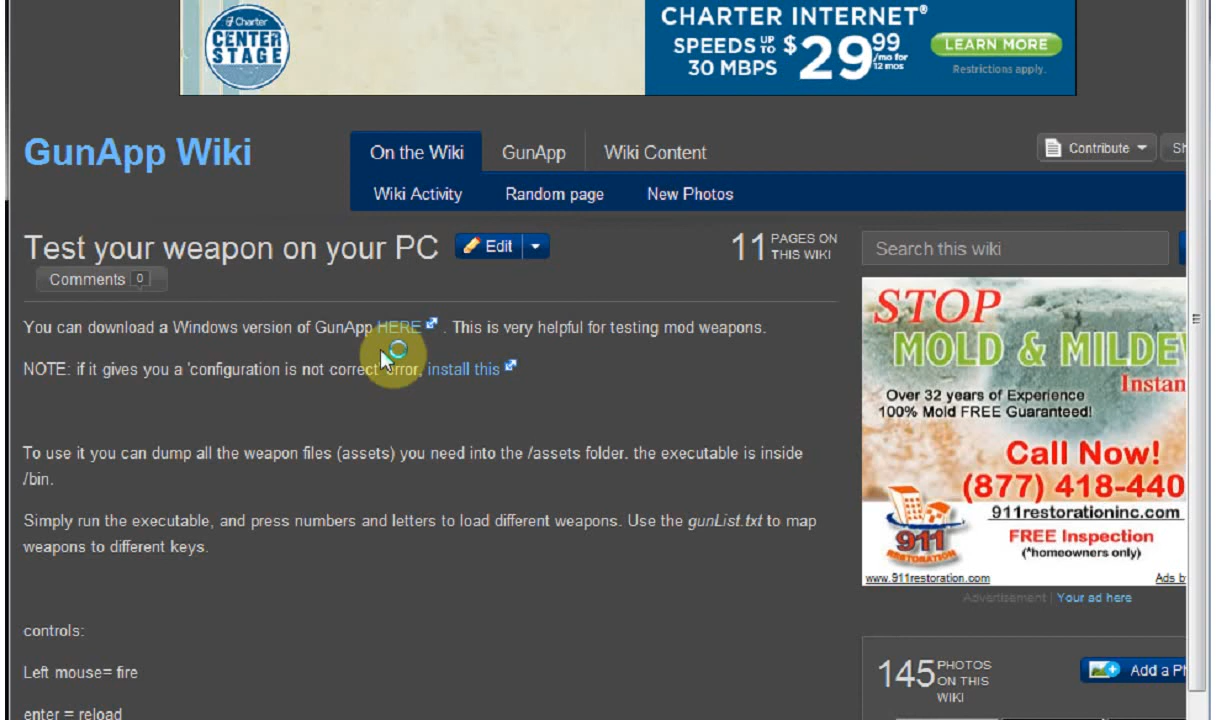 Charter
CENTER
STAGE
CHARTER INTERNET®
SPEEDS UP TO $29 99 /mo for 12 mos
30 MBPS
LEARN MORE
Restrictions apply.
GunApp Wiki
On the Wiki
GunApp
Wiki Content
Contribute
Sh
Wiki Activity
Random page
New Photos
Test your weapon on your PC
Edit
11 PAGES ON
THIS WIKI
Search this wiki
Comments 0
You can download a Windows version of GunApp HERE . This is very helpful for testing mod weapons.
NOTE: if it gives you a 'configuration is not correct' error, install this
To use it you can dump all the weapon files (assets) you need into the /assets folder. the executable is inside
/bin.
Simply run the executable, and press numbers and letters to load different weapons. Use the gunList.txt to map
weapons to different keys.
controls:
Left mouse= fire
enter = reload
STOP
MOLD & MILDE
Instan
Over 32 years of Experience
100% Mold FREE Guaranteed!
Call Now!
(877) 418-440
911restorationinc.com
911
RESTORATION
FREE Inspection
(*homeowners only)
www.911restoration.com
Ads b
Advertisement | Your ad here
145 PHOTOS
ON THIS
WIKI
Add a Ph